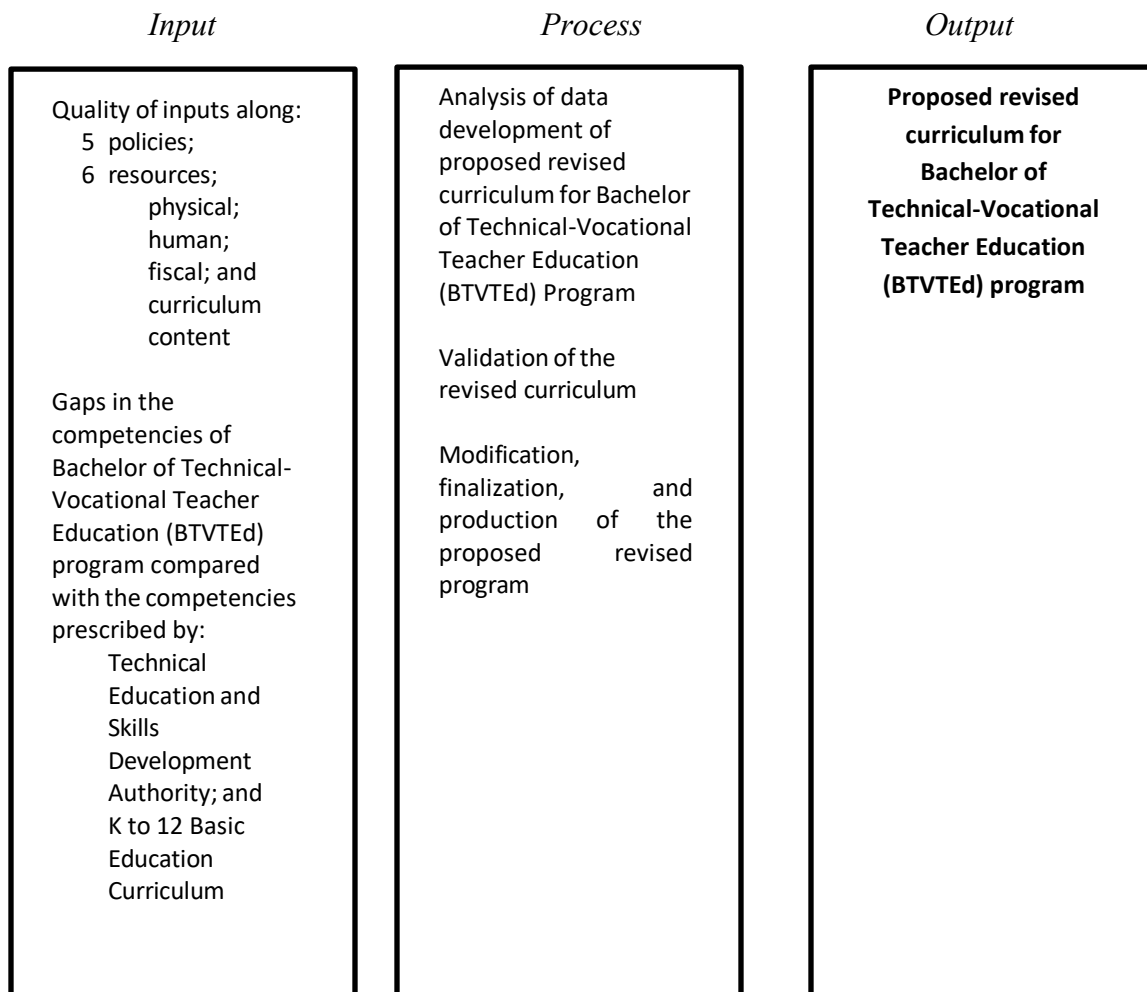 Input
Process
Output
Quality of inputs along:
5 policies;
6 resources;
physical;
human;
fiscal; and
curriculum
content
Gaps in the
competencies of
Bachelor of Technical-
Vocational Teacher
Education (BTVTEd)
program compared
with the competencies
prescribed by:
Technical
Education and
Skills
Development
Authority; and
K to 12 Basic
Education
Curriculum
Analysis of data
development of
proposed revised
curriculum for Bachelor
of Technical-Vocational
Teacher Education
(BTVTEd) Program
Validation of the
revised curriculum
Modification,
finalization, and
production of the
proposed revised
program
Proposed revised
curriculum for
Bachelor of
Technical-Vocational
Teacher Education
(BTVTEd) program